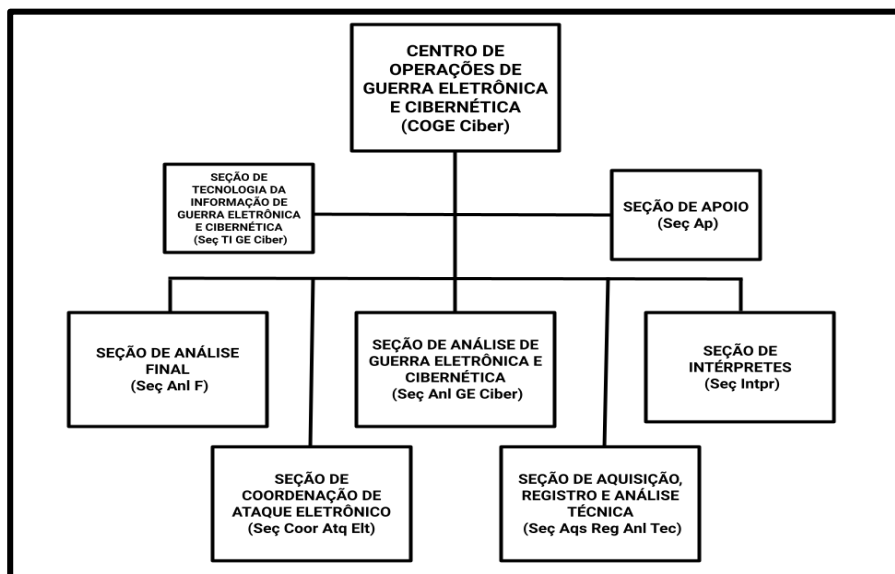 CENTRO DE
OPERAÇÕES DE
GUERRA ELETRÔNICA
E CIBERNÉTICA
(COGE Ciber)
SEÇÃO DE
TECNOLOGIA DA
INFORMAÇÃO DE
GUERRA ELETRÔNICA
E CIBERNÉTICA
(Seç TI GE Ciber)
SEÇÃO DE APOIO
(Seç Ap)
SEÇÃO DE ANÁLISE
FINAL
(Seç Anl F)
SEÇÃO DE ANÁLISE DE
GUERRA ELETRÔNICA E
CIBERNÉTICA
(Seç Anl GE Ciber)
SEÇÃO DE
INTÉRPRETES
(Seç Intpr)
SEÇÃO DE
COORDENAÇÃO DE
ATAQUE ELETRÔNICO
(Seç Coor Atq Elt)
SEÇÃO DE AQUISIÇÃO,
REGISTRO E ANÁLISE
TÉCNICA
(Seç Aqs Reg Anl Tec)